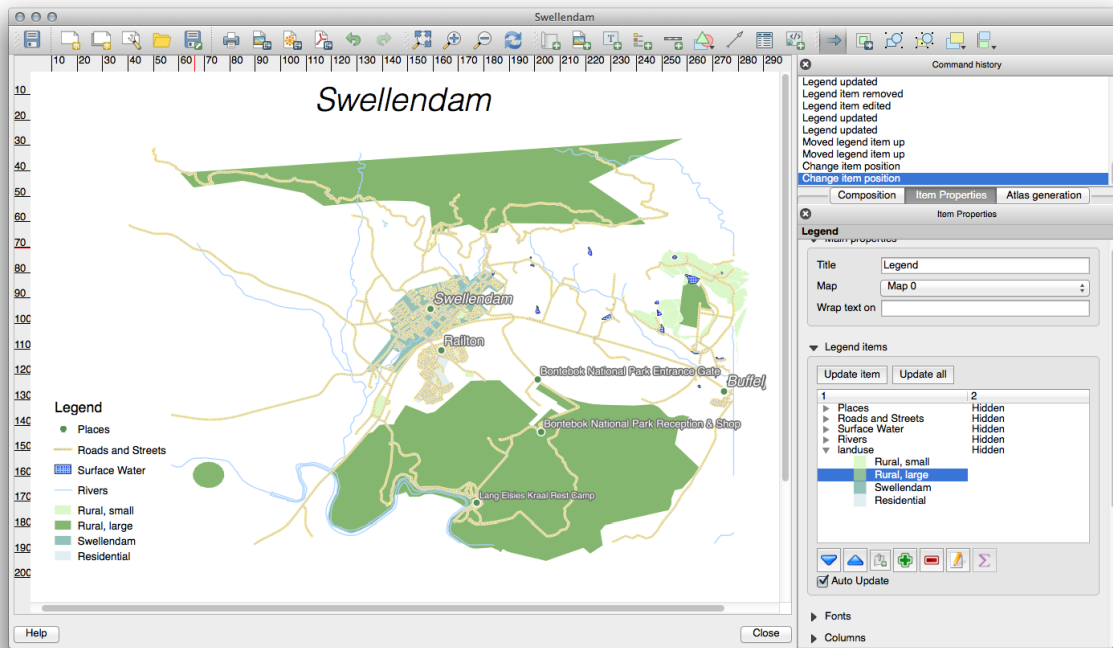 Swellendam
10 20 30 40 50 60 70 80 90 100 110 120 130 140 150 160 170 180 190 200 210 220 230 240 250 260 270 280 290
Command history
Legend updated
Legend item removed
Legend item edited
Legend updated
Legend updated
Moved legend item up
Moved legend item up
Change item position
Change item position
Composition Item Properties Atlas generation
Item Properties
Legend
Main properties
Title Legend
Map Map 0
Wrap text on
Legend items
Update item Update all
1 2
Places Hidden
Roads and Streets Hidden
Surface Water Hidden
Rivers Hidden
landuse Hidden
Rural, small
Rural, large
Swellendam
Residential
Auto Update
Fonts
Columns
10
20
30
40
50
60
70
80
90
100
110
120
130
140
150
160
170
180
190
200
Swellendam
Swellendam
Railton
Bontebok National Park Entrance Gate
Buffelj
Bontebok National Park Reception & Shop
Lang Elsies Kraal Rest Camp
Legend
Places
Roads and Streets
Surface Water
Rivers
Rural, small
Rural, large
Swellendam
Residential
Help Close